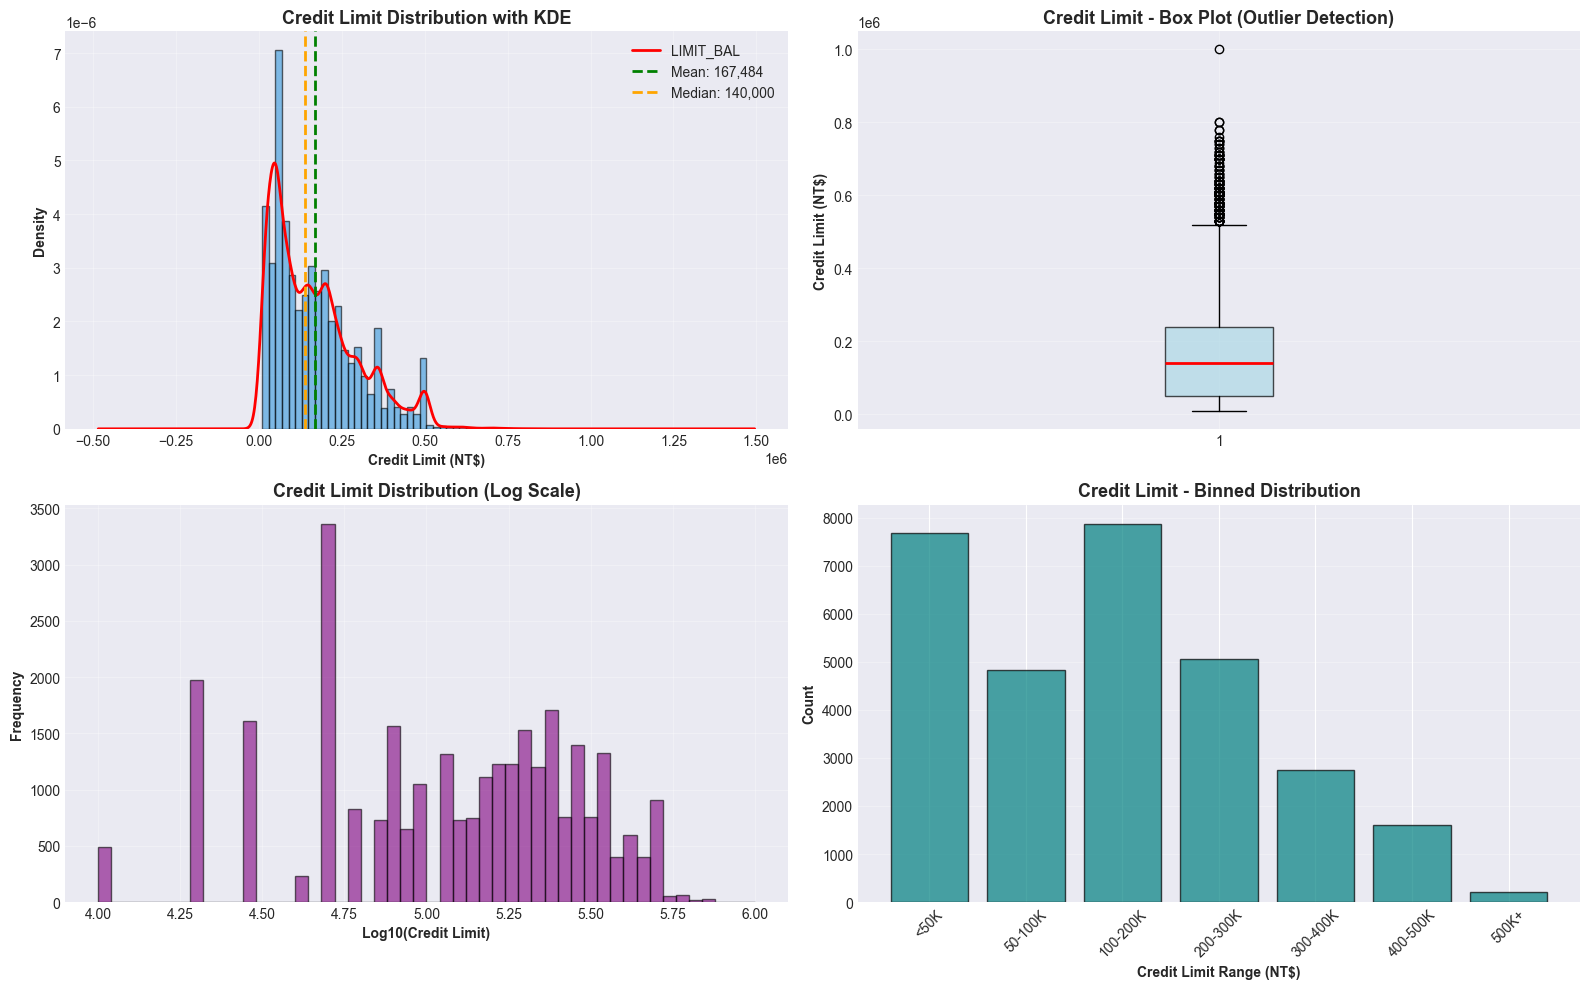 Credit Limit Distribution with KDE
1e−6
7
6
5
4
3
2
1
0
Density
LIMIT_BAL
Mean: 167,484
Median: 140,000
−0.50
−0.25
0.00
0.25
0.50
0.75
1.00
1.25
1.50
1e6
Credit Limit (NT$)
Credit Limit - Box Plot (Outlier Detection)
1e6
1.0
0.8
0.6
0.4
0.2
0.0
Credit Limit (NT$)
1
Credit Limit Distribution (Log Scale)
3500
3000
2500
2000
1500
1000
500
0
Frequency
4.00
4.25
4.50
4.75
5.00
5.25
5.50
5.75
6.00
Log10(Credit Limit)
Credit Limit - Binned Distribution
8000
7000
6000
5000
4000
3000
2000
1000
0
Count
<50K
50-100K
100-200K
200-300K
300-400K
400-500K
500K+
Credit Limit Range (NT$)